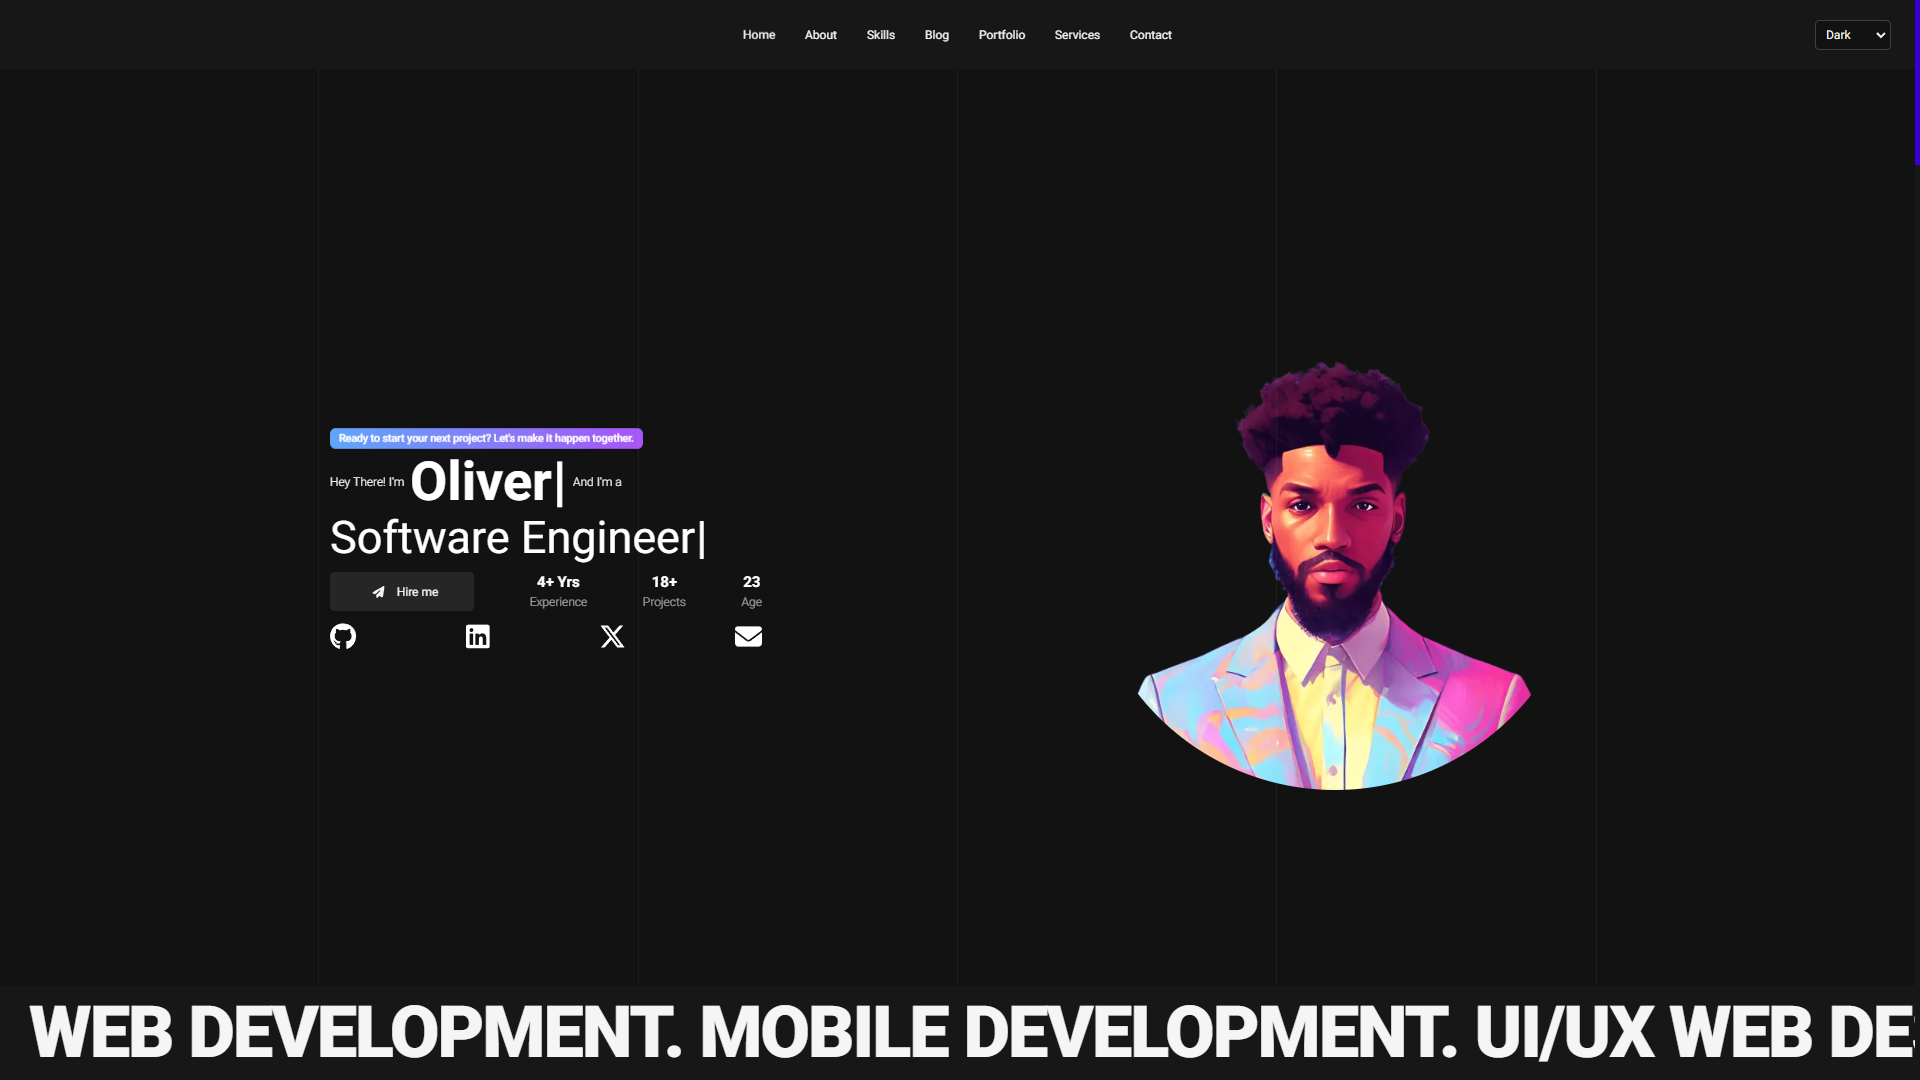 Home About Skills Blog Portfolio Services Contact Dark
Ready to start your next project? Let's make it happen together.
Hey There! I'm Oliver| And I'm a
Software Engineer|
Hire me
4+ Yrs 18+ 23
Experience Projects Age
WEB DEVELOPMENT. MOBILE DEVELOPMENT. UI/UX WEB DE